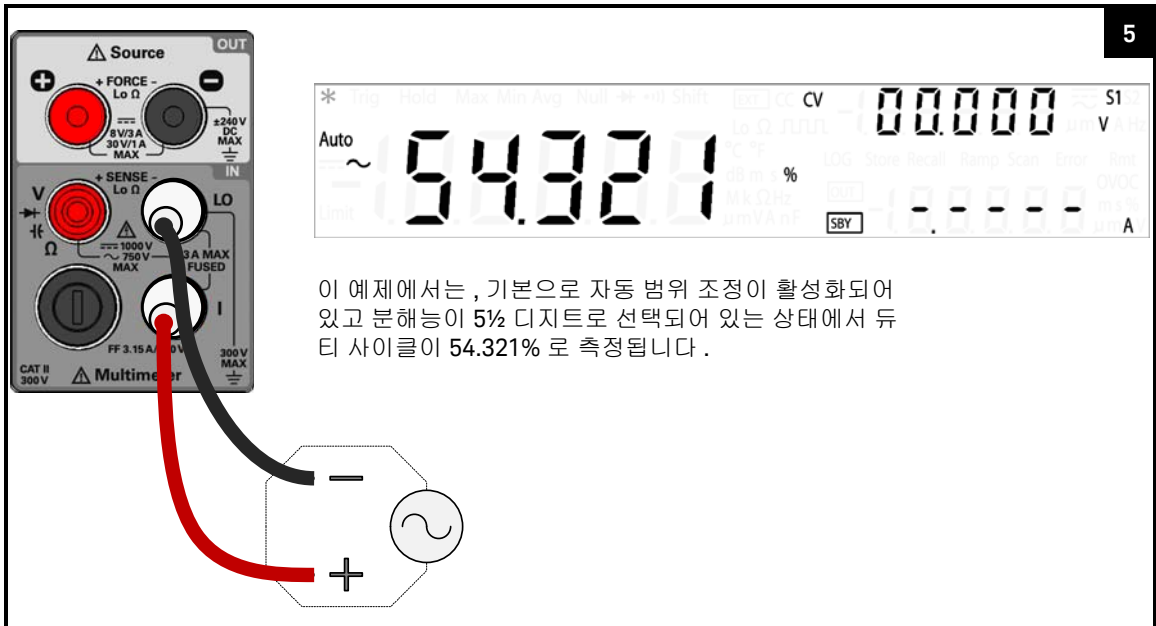 5
OUT
⚠ Source
+ FORCE -
Lo Ω
8 V/3 A
30 V/1 A
MAX
±240 V
DC
MAX
IN
+ SENSE -
Lo Ω
V
LO
Ω
1000 V
750 V
MAX
3 A MAX
FUSED
I
FF 3.15 A/
V
300 V
MAX
CAT II
300 V
⚠ Multimeter
* Trig Hold Max Min Avg Null Shift EXT CC CV 00.000 S1 S2
Auto 54.321 %
V
Lo Ω
°C °F
dB m s
M k Ω Hz
µ m V A n F
Limit
LOG Store Recall Ramp Scan Error Rmt
OUT
OVOC
m s %
SBY - -.- - - - A
이 예제에서는 , 기본으로 자동 범위 조정이 활성화되어
있고 분해능이 5½ 디지트로 선택되어 있는 상태에서 듀
티 사이클이 54.321% 로 측정됩니다 .
− 
+